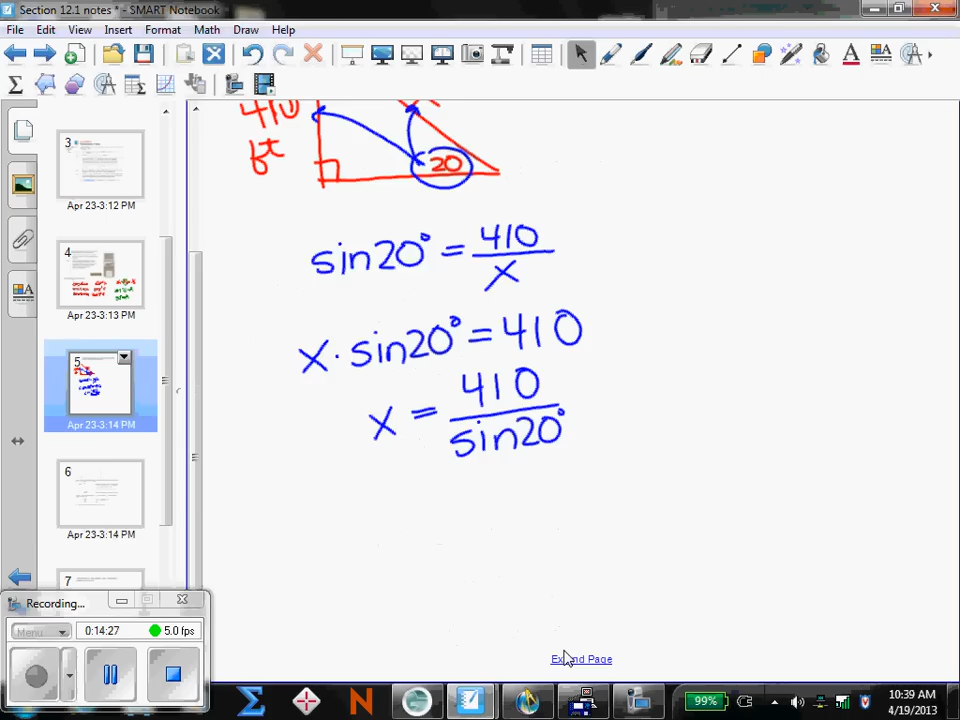 Section 12.1 notes * - SMART Notebook
File Edit View Insert Format Math Draw Help
3
Apr 23-3:12 PM
4
Apr 23-3:13 PM
5
Apr 23-3:14 PM
6
Apr 23-3:14 PM
7
410
ft
20
sin20° = 410/x
x · sin20° = 410
x = 410/sin20°
Expand Page
Recording...
Menu 0:14:27 5.0 fps
99% 10:39 AM
4/19/2013